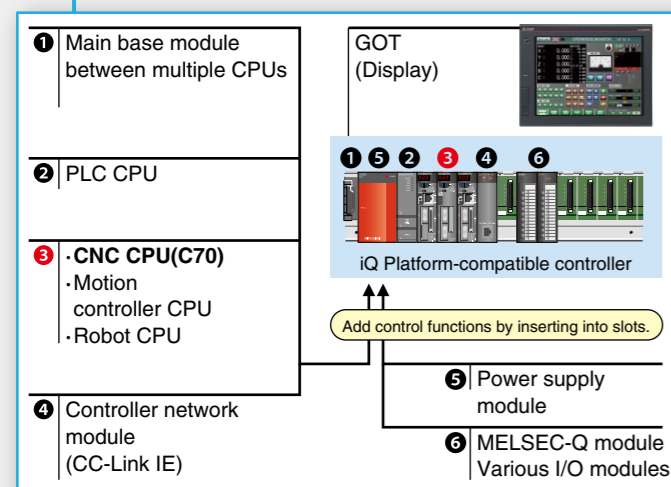 ❶ Main base module
between multiple CPUs
❷ PLC CPU
❸ ·CNC CPU(C70)
·Motion
controller CPU
·Robot CPU
❹ Controller network
module
(CC-Link IE)
GOT
(Display)
❶ ❺ ❷ ❸ ❹ ❻
iQ Platform-compatible controller
Add control functions by inserting into slots.
❺ Power supply
module
❻ MELSEC-Q module
Various I/O modules